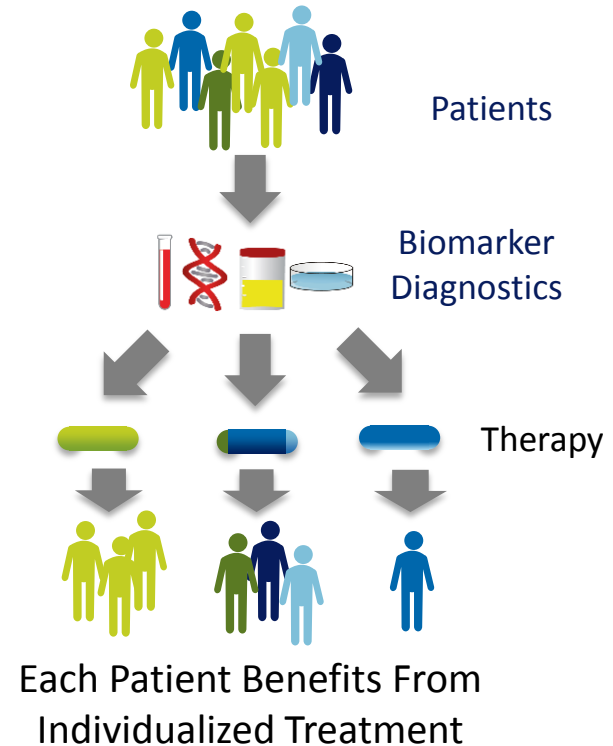 Patients
Biomarker
Diagnostics
Therapy
Each Patient Benefits From
Individualized Treatment